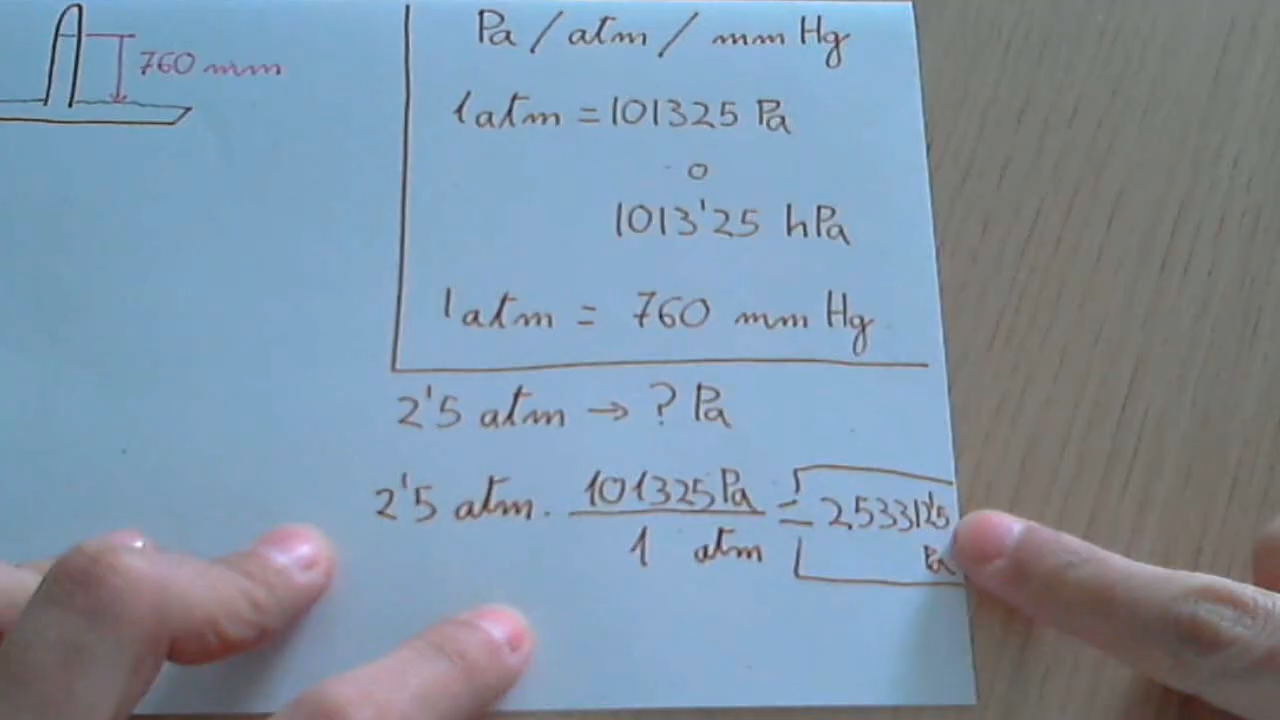 760 mm
Pa / atm / mm Hg
1 atm = 101325 Pa
o
1013'25 hPa
1 atm = 760 mm Hg
2'5 atm → ? Pa
2'5 atm · 101325 Pa / 1 atm = 253312'5 Pa